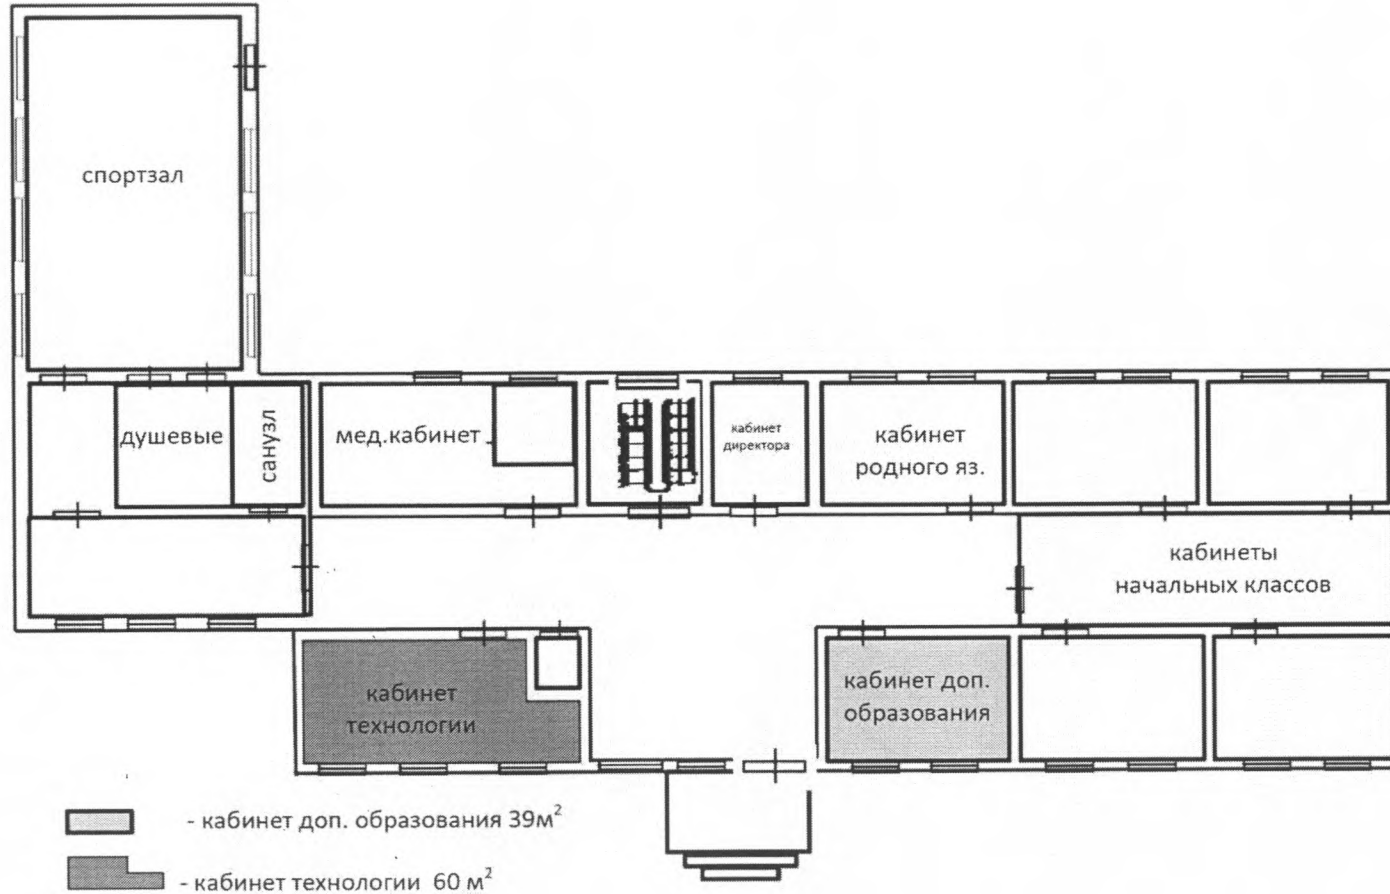 спортзал
душевые
санузл
мед.кабинет
кабинет
директора
кабинет
родного яз.
кабинеты
начальных классов
кабинет
технологии
кабинет доп.
образования
- кабинет доп. образования 39м²
- кабинет технологии 60 м²